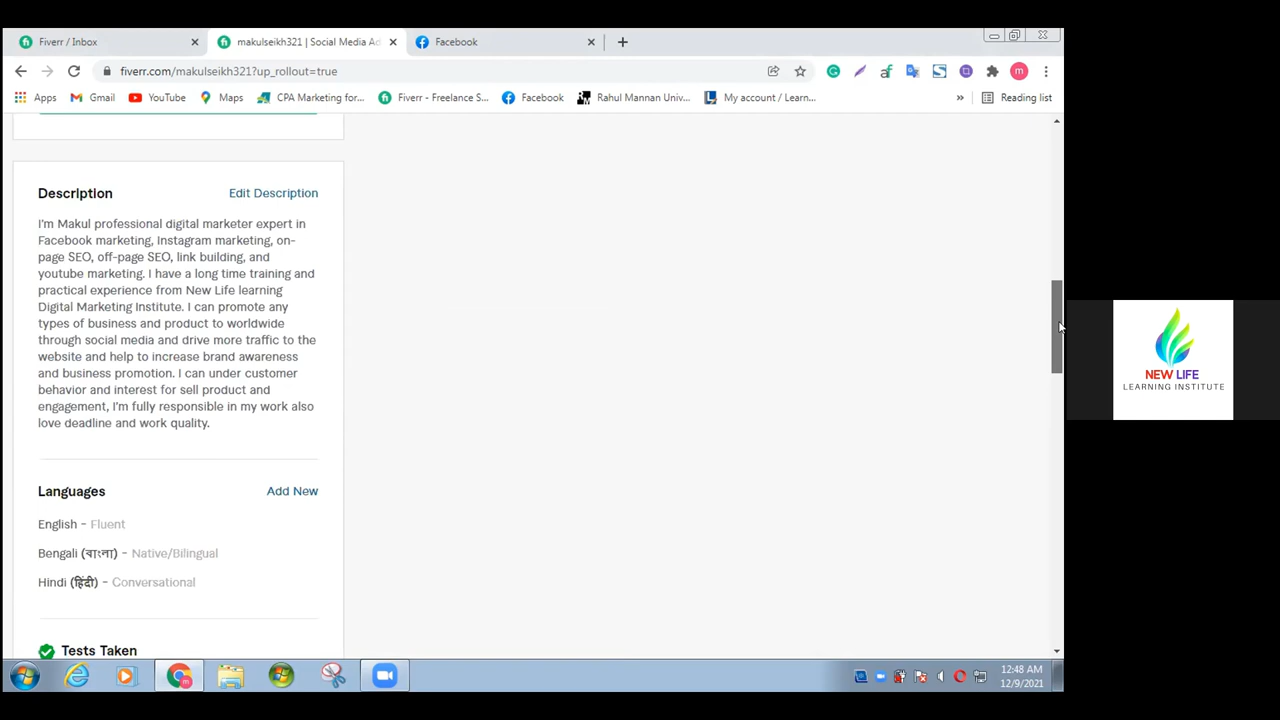 Fiverr / Inbox
makulseikh321 | Social Media Ad
Facebook
fiverr.com/makulseikh321?up_rollout=true
Apps
Gmail
YouTube
Maps
CPA Marketing for...
Fiverr - Freelance S...
Facebook
Rahul Mannan Univ...
My account / Learn...
»
Reading list
Description
Edit Description
I'm Makul professional digital marketer expert in
Facebook marketing, Instagram marketing, on-
page SEO, off-page SEO, link building, and
youtube marketing. I have a long time training and
practical experience from New Life learning
Digital Marketing Institute. I can promote any
types of business and product to worldwide
through social media and drive more traffic to the
website and help to increase brand awareness
and business promotion. I can under customer
behavior and interest for sell product and
engagement, I'm fully responsible in my work also
love deadline and work quality.
Languages
Add New
English - Fluent
Bengali (বাংলা) - Native/Bilingual
Hindi (हिंदी) - Conversational
Tests Taken
12:48 AM
12/9/2021
NEW LIFE
LEARNING INSTITUTE